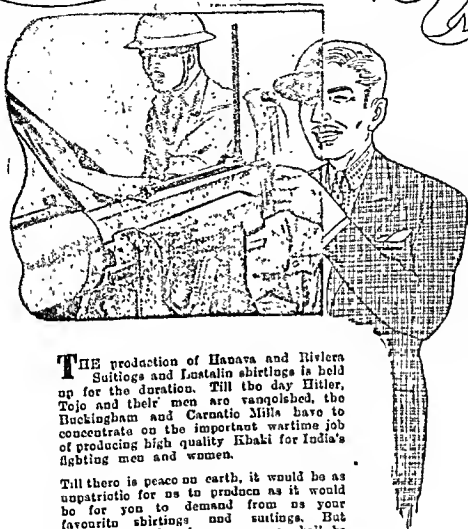 THE production of Hanava and Riviera
Suitings and Lustalin shirtings is held
up for the duration. Till the day Hitler,
Tojo and their men are vanqolshed, the
Buckingham and Carnatic Mills have to
concentrate on the important wartime job
of producing high quality Khaki for India's
fighting men and women.
Till there is peace on earth, it would be as
unpatriotic for us to produce as it would
be for you to demand from us your
favourite shirtings and suitings. But